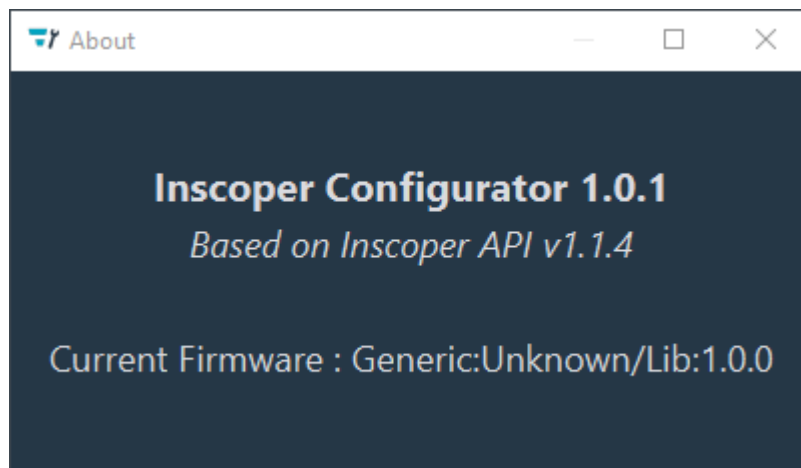 About
Inscoper Configurator 1.0.1
Based on Inscoper API v1.1.4
Current Firmware : Generic:Unknown/Lib:1.0.0